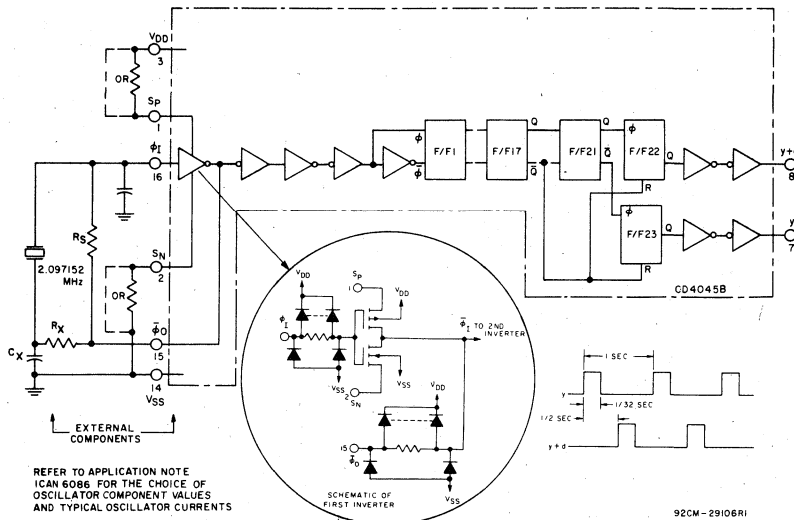 VDD
3
OR
SP
1
φI
16
RS
SN
2
2.097152
MHz
OR
RX
φ̄O
15
CX
14
VSS
EXTERNAL
COMPONENTS
REFER TO APPLICATION NOTE
ICAN 6086 FOR THE CHOICE OF
OSCILLATOR COMPONENT VALUES
AND TYPICAL OSCILLATOR CURRENTS
φ
φ̄
F/F1
F/F17
Q
Q̄
F/F21
Q
Q̄
φ
F/F22
Q
R
8
φ
F/F23
Q
R
y
7
CD4045B
SP
1
VDD
VDD
φI
φ̄I TO 2ND
INVERTER
VSS
VSS
2 SN
VDD
15
φ̄O
VSS
SCHEMATIC OF
FIRST INVERTER
1 SEC
y
1/32 SEC
1/2 SEC
y + d
92CM-29106R1